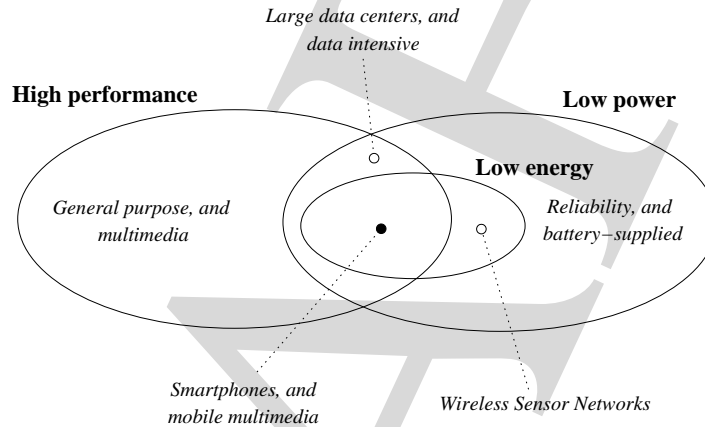 Large data centers, and
data intensive
High performance
Low power
Low energy
General purpose, and
multimedia
Reliability, and
battery–supplied
Smartphones, and
mobile multimedia
Wireless Sensor Networks